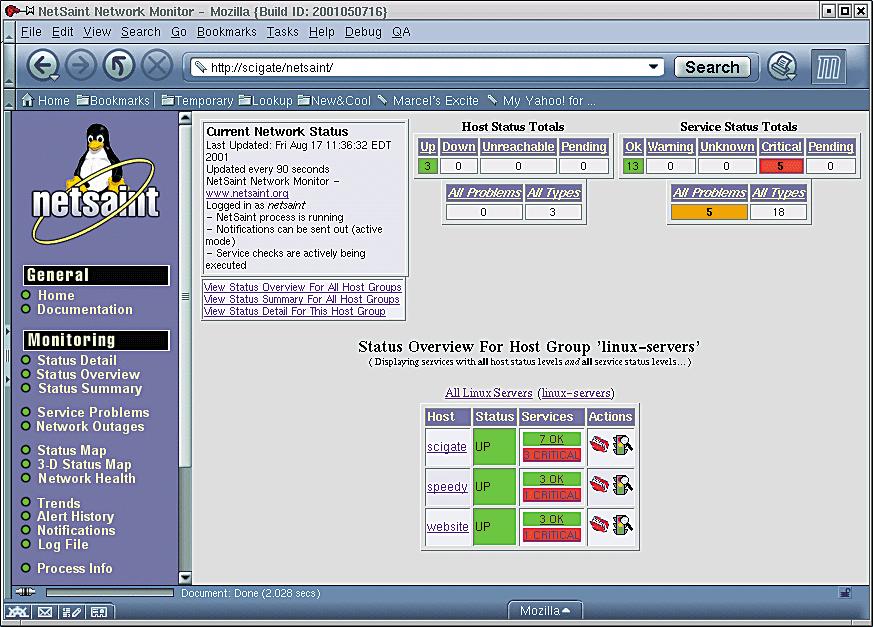 NetSaint Network Monitor - Mozilla {Build ID: 2001050716}
File Edit View Search Go Bookmarks Tasks Help Debug QA
http://scigate/netsaint/ Search
Home Bookmarks Temporary Lookup New&Cool Marcel's Excite My Yahoo! for ...
netsaint
General
Home
Documentation
Monitoring
Status Detail
Status Overview
Status Summary
Service Problems
Network Outages
Status Map
3-D Status Map
Network Health
Trends
Alert History
Notifications
Log File
Process Info
Current Network Status
Last Updated: Fri Aug 17 11:36:32 EDT
2001
Updated every 90 seconds
NetSaint Network Monitor -
www.netsaint.org
Logged in as netsaint
- NetSaint process is running
- Notifications can be sent out (active
mode)
- Service checks are actively being
executed
View Status Overview For All Host Groups
View Status Summary For All Host Groups
View Status Detail For This Host Group
Host Status Totals
Up Down Unreachable Pending
3 0 0 0
All Problems All Types
0 3
Service Status Totals
Ok Warning Unknown Critical Pending
13 0 0 5 0
All Problems All Types
5 18
Status Overview For Host Group 'linux-servers'
(Displaying services with all host status levels and all service status levels...)
All Linux Servers (linux-servers)
Host Status Services Actions
scigate UP 7 OK
3 CRITICAL
speedy UP 3 OK
1 CRITICAL
website UP 3 OK
1 CRITICAL
Document: Done (2.028 secs)
Mozilla